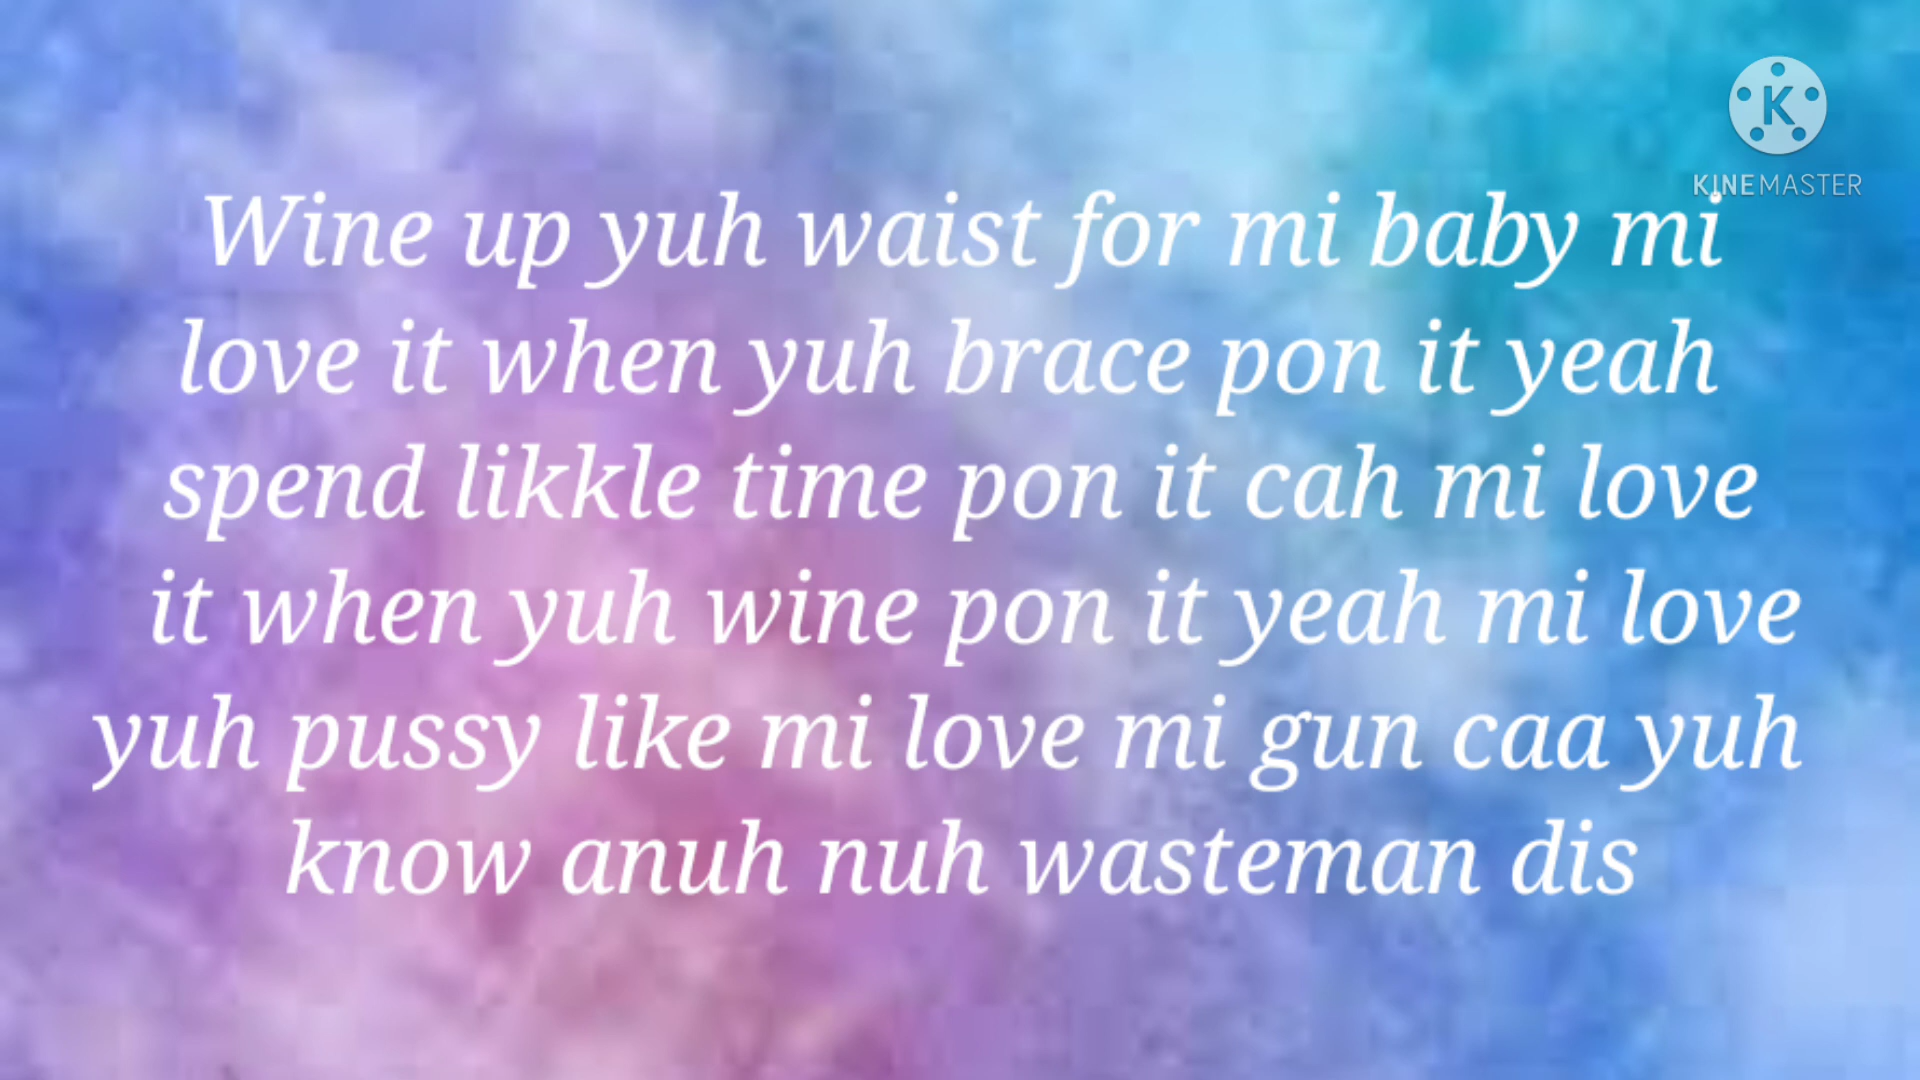 K
KINEMASTER
Wine up yuh waist for mi baby mi
love it when yuh brace pon it yeah
spend likkle time pon it cah mi love
it when yuh wine pon it yeah mi love
yuh pussy like mi love mi gun caa yuh
know anuh nuh wasteman dis